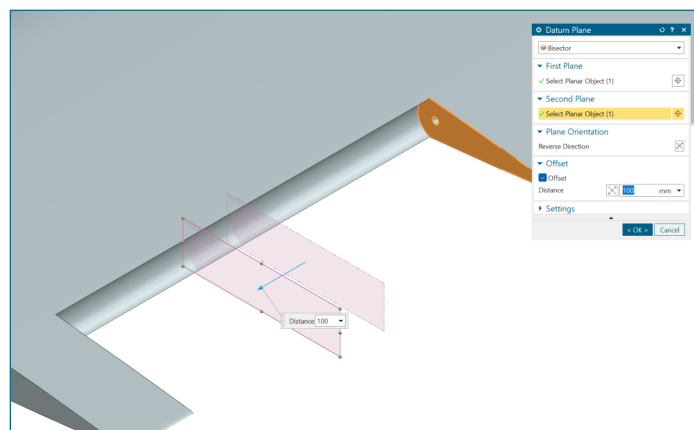 Datum Plane
Bisector
First Plane
Select Planar Object (1)
Second Plane
Select Planar Object (1)
Plane Orientation
Reverse Direction
Offset
Offset
Distance 100 mm
Settings
< OK > Cancel
Distance 100